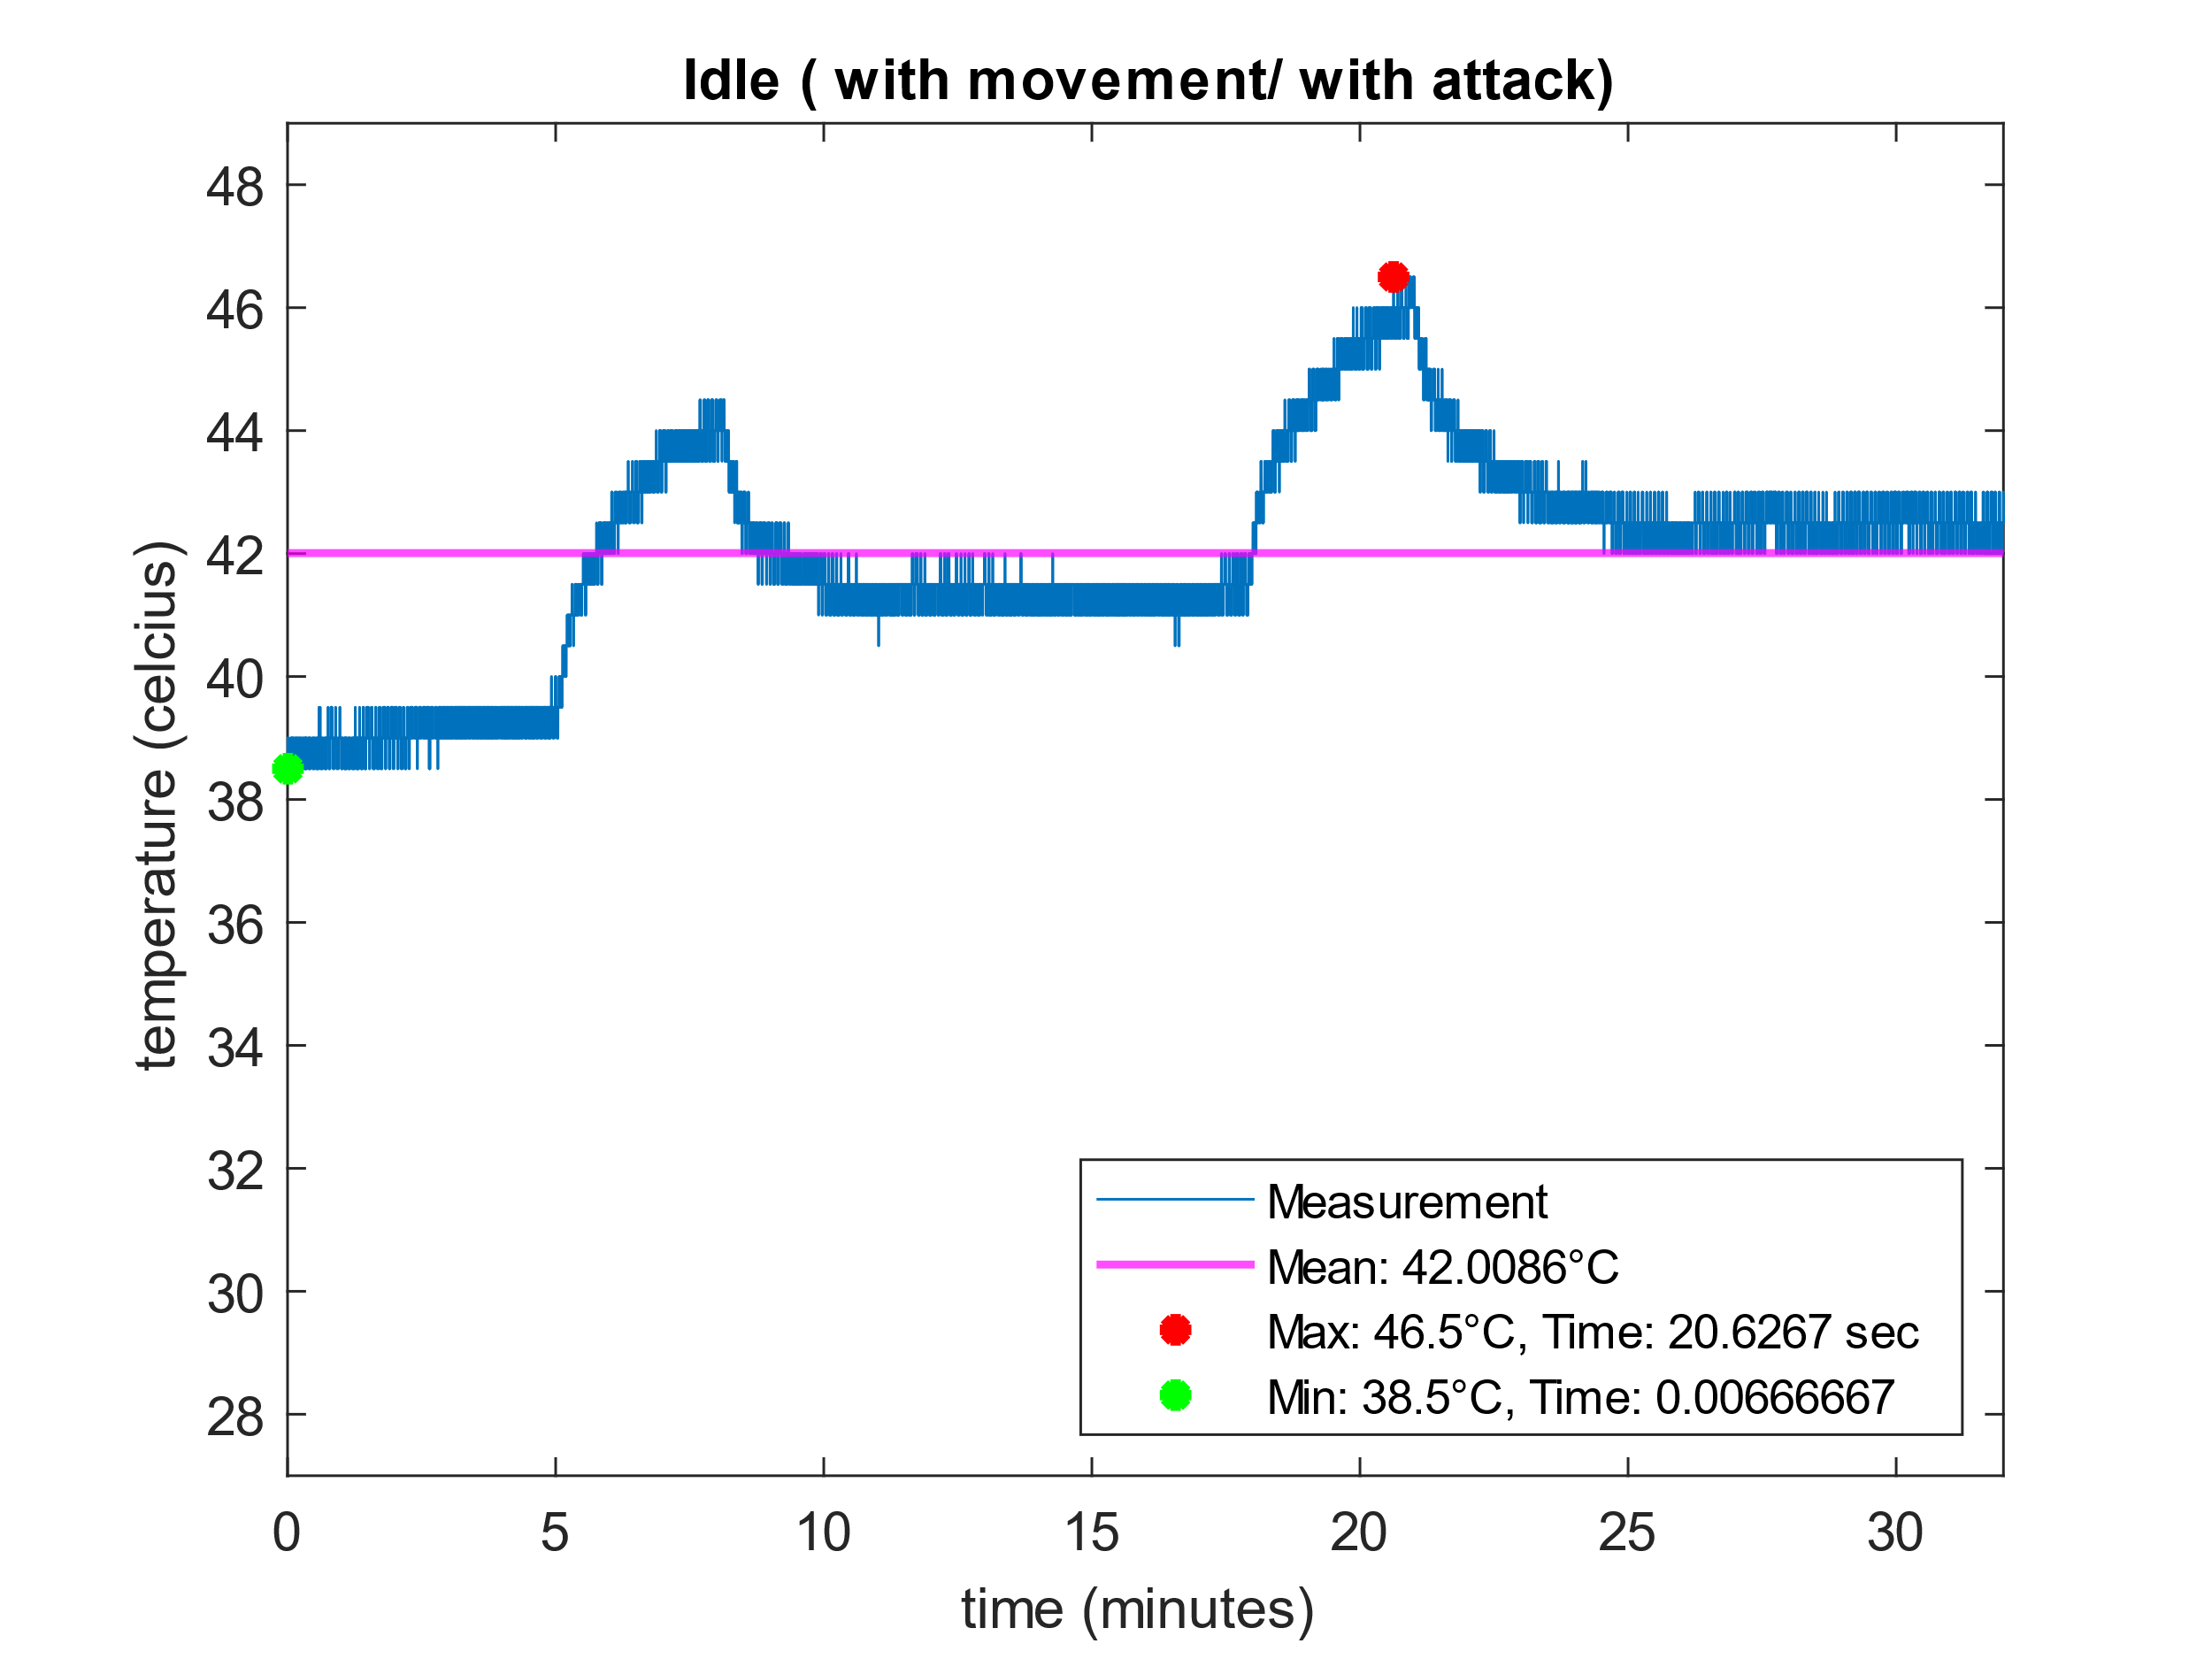 Idle ( with movement/ with attack)
48
46
44
42
40
38
36
34
32
30
28
temperature (celcius)
Measurement
Mean: 42.0086°C
Max: 46.5°C, Time: 20.6267 sec
Min: 38.5°C, Time: 0.00666667
0 5 10 15 20 25 30
time (minutes)